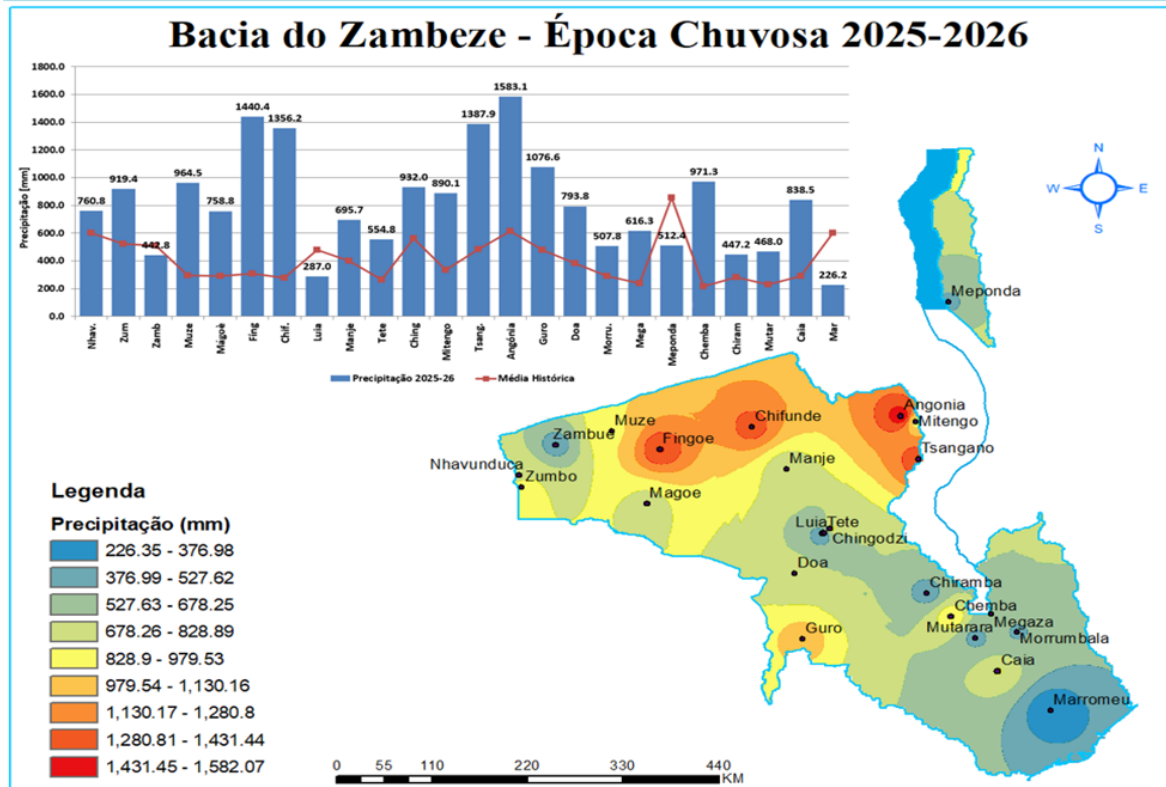 Bacia do Zambeze - Época Chuvosa 2025-2026
Precipitação [mm]
1800.0
1600.0
1400.0
1200.0
1000.0
800.0
600.0
400.0
200.0
0.0
760.8
919.4
442.8
964.5
758.8
1440.4
1356.2
287.0
695.7
554.8
932.0
890.1
1387.9
1583.1
1076.6
793.8
507.8
616.3
512.4
971.3
447.2
468.0
838.5
226.2
Nhav.
Zum
Zamb
Muze
Mágoè
Fing
Chif.
Luia
Manje
Tete
Ching
Mitengo
Tsang.
Angónia
Guro
Doa
Morru.
Mega
Meponda
Chemba
Chiram
Mutar
Caia
Mar
Precipitação 2025-26 Média Histórica
N
W E
S
Meponda
Angonia
Mitengo
Tsangano
Chifunde
Muze
Zambue
Fingoe
Manje
Nhavunduca
Zumbo
Magoe
LuiaTete
Chingodzi
Doa
Chiramba
Chemba
Megaza
Mutarara
Morrumbala
Guro
Caia
Marromeu
Legenda
Precipitação (mm)
226.35 - 376.98
376.99 - 527.62
527.63 - 678.25
678.26 - 828.89
828.9 - 979.53
979.54 - 1,130.16
1,130.17 - 1,280.8
1,280.81 - 1,431.44
1,431.45 - 1,582.07
0 55 110 220 330 440
KM